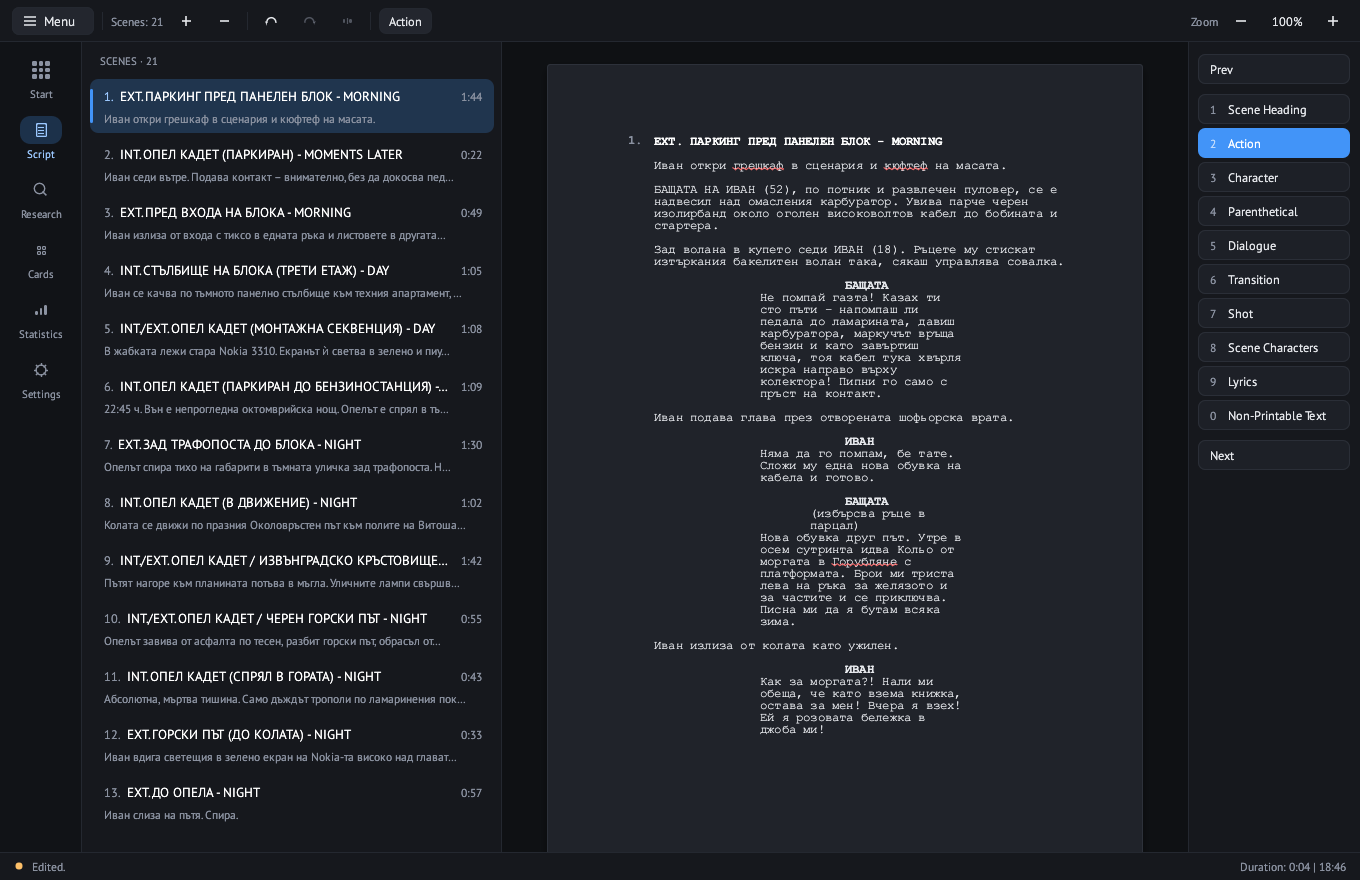 Menu
Scenes: 21
Action
Zoom
100%
Start
Script
Research
Cards
Statistics
Settings
SCENES · 21
1. EXT.ПАРКИНГ ПРЕД ПАНЕЛЕН БЛОК - MORNING 1:44
Иван откри грешкаф в сценария и кюфтеф на масата.
2. INT.ОПЕЛ КАДЕТ (ПАРКИРАН) - MOMENTS LATER 0:22
Иван седи вътре. Подава контакт – внимателно, без да докосва пед...
3. EXT.ПРЕД ВХОДА НА БЛОКА - MORNING 0:49
Иван излиза от входа с тиксо в едната ръка и листовете в другата...
4. INT.СТЪЛБИЩЕ НА БЛОКА (ТРЕТИ ЕТАЖ) - DAY 1:05
Иван се качва по тъмното панелно стълбище към техния апартамент, ...
5. INT./EXT.ОПЕЛ КАДЕТ (МОНТАЖНА СЕКВЕНЦИЯ) - DAY 1:08
В жабката лежи стара Nokia 3310. Екранът ѝ светва в зелено и пиу...
6. INT./EXT.ОПЕЛ КАДЕТ (ПАРКИРАН ДО БЕНЗИНОСТАНЦИЯ) -... 1:09
22:45 ч. Вън е непрогледна октомврийска нощ. Опелът е спрял в тъ...
7. EXT.ЗАД ТРАФОПОСТА ДО БЛОКА - NIGHT 1:30
Опелът спира тихо на габарити в тъмната уличка зад трафопоста. Н...
8. INT.ОПЕЛ КАДЕТ (В ДВИЖЕНИЕ) - NIGHT 1:02
Колата се движи по празния Околовръстен път към полите на Витоша...
9. INT/EXT.ОПЕЛ КАДЕТ / ИЗВЪНГРАДСКО КРЪСТОВИЩЕ... 1:42
Пътят нагоре към планината потъва в мъгла. Уличните лампи свършв...
10. INT./EXT.ОПЕЛ КАДЕТ / ЧЕРЕН ГОРСКИ ПЪТ - NIGHT 0:55
Опелът завива от асфалта по тесен, разбит горски път, обрасъл от...
11. INT.ОПЕЛ КАДЕТ (СПРЯЛ В ГОРАТА) - NIGHT 0:43
Абсолютна, мъртва тишина. Само дъждът трополи по ламаринения пок...
12. EXT.ГОРСКИ ПЪТ (ДО КОЛАТА) - NIGHT 0:33
Иван вдига светещия в зелено екран на Nokia-та високо над глават...
13. EXT.ДО ОПЕЛА - NIGHT 0:57
Иван слиза на пътя. Спира.
1. EXT. ПАРКИНГ ПРЕД ПАНЕЛЕН БЛОК - MORNING
Иван откри грешкаф в сценария и кюфтеф на масата.
БАЩАТА НА ИВАН (52), по потник и развлечен пуловер, се е
надвесил над омасления карбуратор. Увива парче черен
изолирбанд около оголен високоволтов кабел до бобината и
стартера.
Зад волана в купето седи ИВАН (18). Ръцете му стискат
изтъркания бакелитен волан така, сякаш управлява совалка.
БАЩАТА
Не помпай газта! Казах ти
сто пъти – напомпаш ли
педала до ламарината, давиш
карбуратора, маркучът връща
бензин и като завъртиш
ключа, тоя кабел тука хвърля
искра направо върху
колектора! Пипни го само с
пръст на контакт.
Иван подава глава през отворената шофьорска врата.
ИВАН
Няма да го помпам, бе тате.
Сложи му една нова обувка на
кабела и готово.
БАЩАТА
(избърсва ръце в
парцал)
Нова обувка друг път. Утре в
осем сутринта идва Кольо от
моргата в Горубляне с
платформата. Брои ми триста
лева на ръка за желязото и
за частите и се приключва.
Писна ми да я бутам всяка
зима.
Иван излиза от колата като ужилен.
ИВАН
Как за моргата?! Нали ми
обеща, че като взема книжка,
остава за мен! Вчера я взех!
Ей я розовата бележка в
джоба ми!
Prev
1 Scene Heading
2 Action
3 Character
4 Parenthetical
5 Dialogue
6 Transition
7 Shot
8 Scene Characters
9 Lyrics
0 Non-Printable Text
Next
Edited.
Duration: 0:04 | 18:46